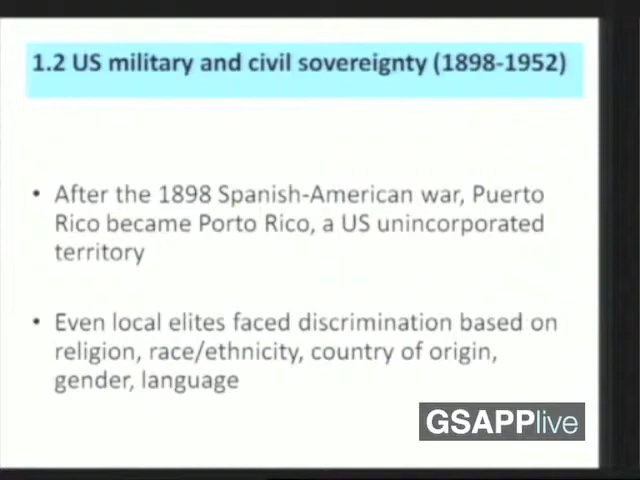 1.2 US military and civil sovereignty (1898-1952)
• After the 1898 Spanish-American war, Puerto
Rico became Porto Rico, a US unincorporated
territory
• Even local elites faced discrimination based on
religion, race/ethnicity, country of origin,
gender, language
GSAPPlive